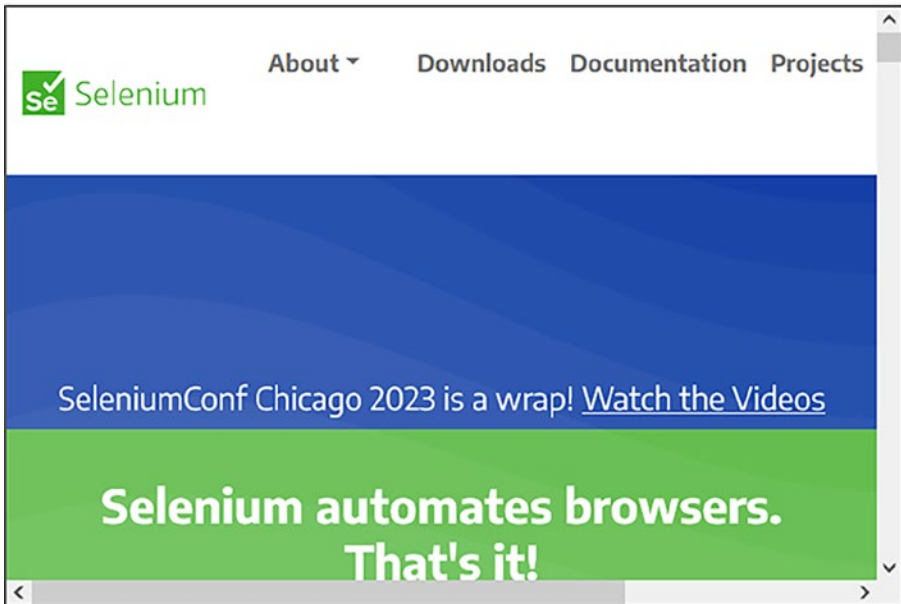 About Downloads Documentation Projects
Se Selenium
SeleniumConf Chicago 2023 is a wrap! Watch the Videos
Selenium automates browsers.
That's it!